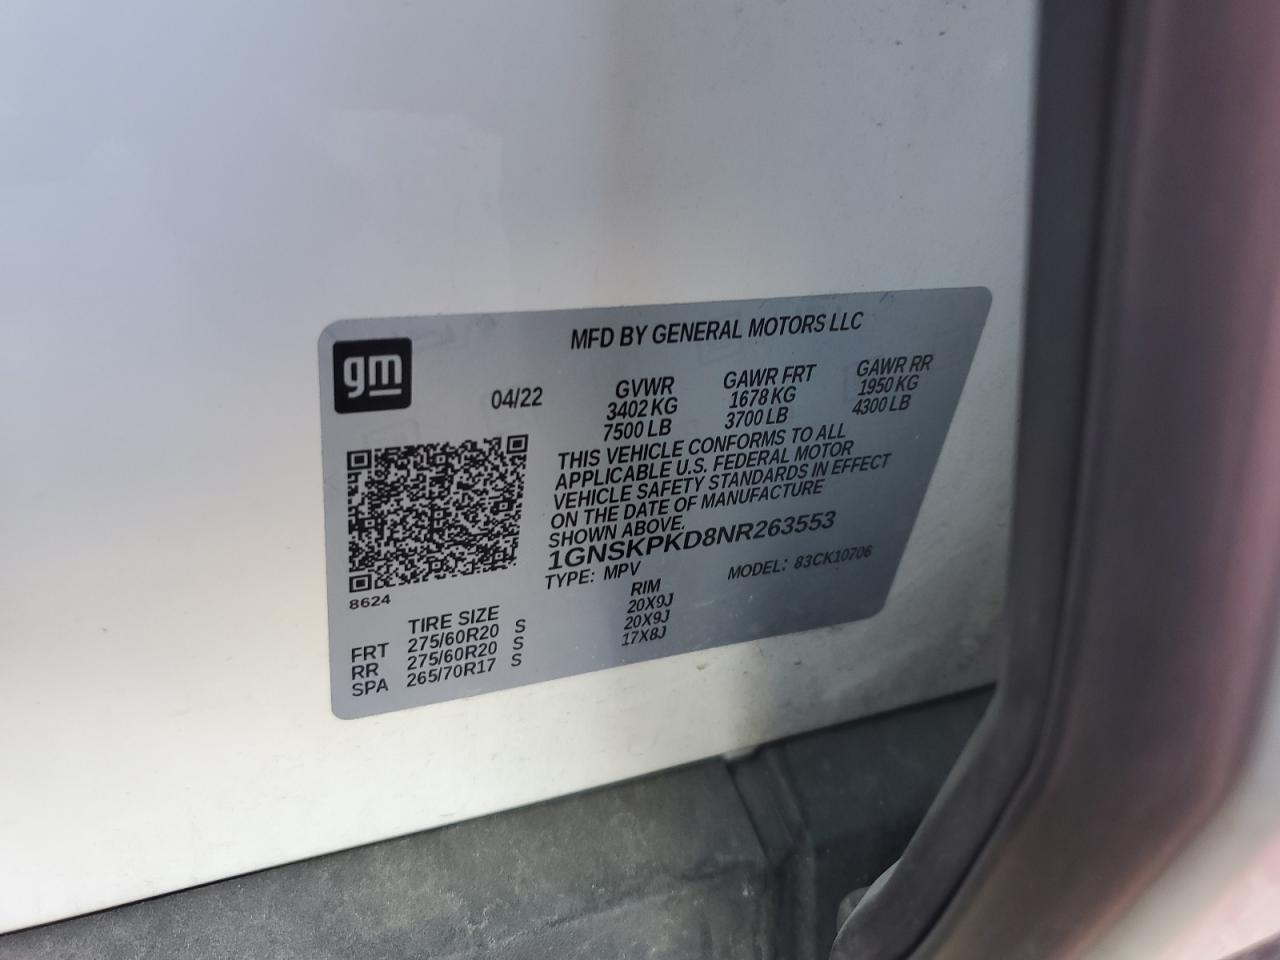 MFD BY GENERAL MOTORS LLC
gm
04/22
GVWR GAWR FRT GAWR RR
3402 KG 1678 KG 1950 KG
7500 LB 3700 LB 4300 LB
THIS VEHICLE CONFORMS TO ALL
APPLICABLE U.S. FEDERAL MOTOR
VEHICLE SAFETY STANDARDS IN EFFECT
ON THE DATE OF MANUFACTURE
SHOWN ABOVE.
1GNSKPKD8NR263553
TYPE: MPV MODEL: 83CK10706
8624
TIRE SIZE RIM
FRT 275/60R20 S 20X9J
RR 275/60R20 S 20X9J
SPA 265/70R17 S 17X8J